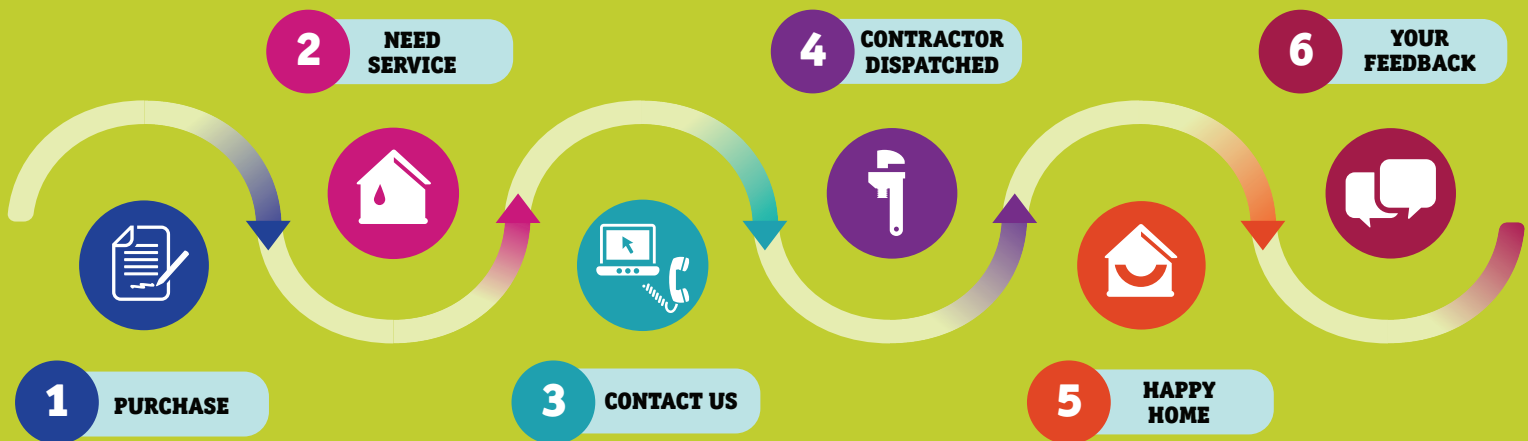 1
PURCHASE
2
NEED
SERVICE
3
CONTACT US
4
CONTRACTOR
DISPATCHED
5
HAPPY
HOME
6
YOUR
FEEDBACK